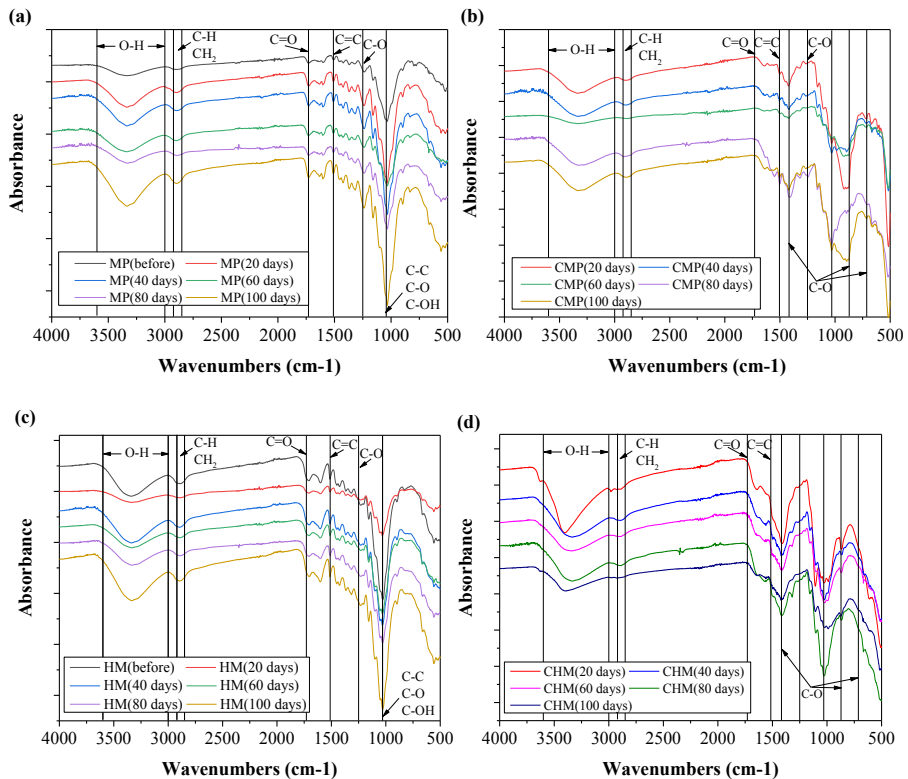 (a)
O-H
C-H
CH2
C=O
C=C
C-O
Absorbance
MP(before) MP(20 days)
MP(40 days) MP(60 days)
MP(80 days) MP(100 days)
C-C
C-O
C-OH
4000 3500 3000 2500 2000 1500 1000 500
Wavenumbers (cm-1)
(b)
O-H
C-H
CH2
C=O
C=C
C-O
Absorbance
CMP(20 days) CMP(40 days)
CMP(60 days) CMP(80 days)
CMP(100 days)
C-O
4000 3500 3000 2500 2000 1500 1000 500
Wavenumbers (cm-1)
(c)
O-H
C-H
CH2
C=O
C=C
C-O
Absorbance
HM(before) HM(20 days)
HM(40 days) HM(60 days)
HM(80 days) HM(100 days)
C-C
C-O
C-OH
4000 3500 3000 2500 2000 1500 1000 500
Wavenumbers (cm-1)
(d)
O-H
C-H
CH2
C=O
C=C
Absorbance
CHM(20 days) CHM(40 days)
CHM(60 days) CHM(80 days)
CHM(100 days)
C-O
4000 3500 3000 2500 2000 1500 1000 500
Wavenumbers (cm-1)